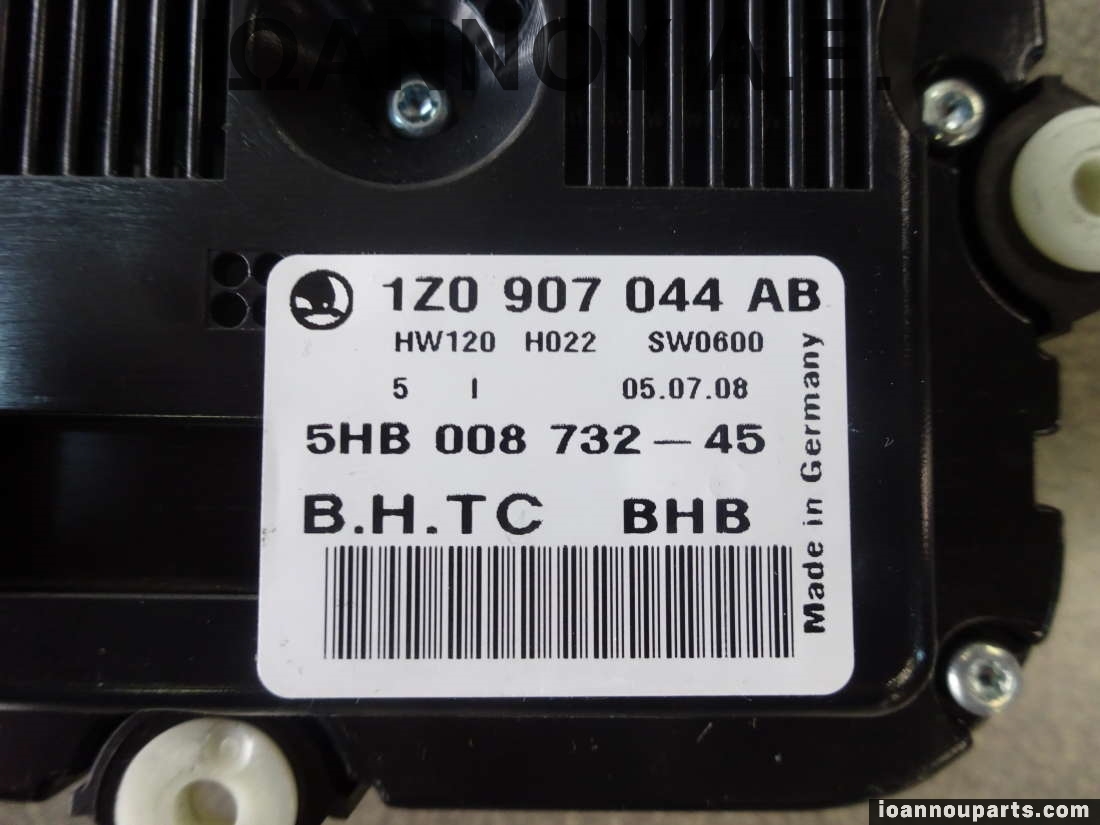 ΙΩΑΝΝΟΥ Α.Ε.
1Z0 907 044 AB
HW120 H022 SW0600
5 I 05.07.08
5HB 008 732-45
B.H.TC BHB
Made in Germany
ioannouparts.com